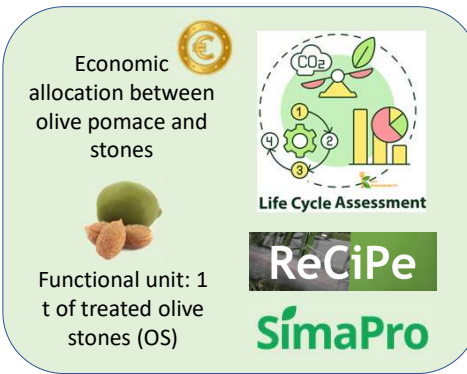 Economic
allocation between
olive pomace and
stones
Functional unit: 1
t of treated olive
stones (OS)
€
CO₂
1
2
3
4
Life Cycle Assessment
ReCiPe
SimaPro